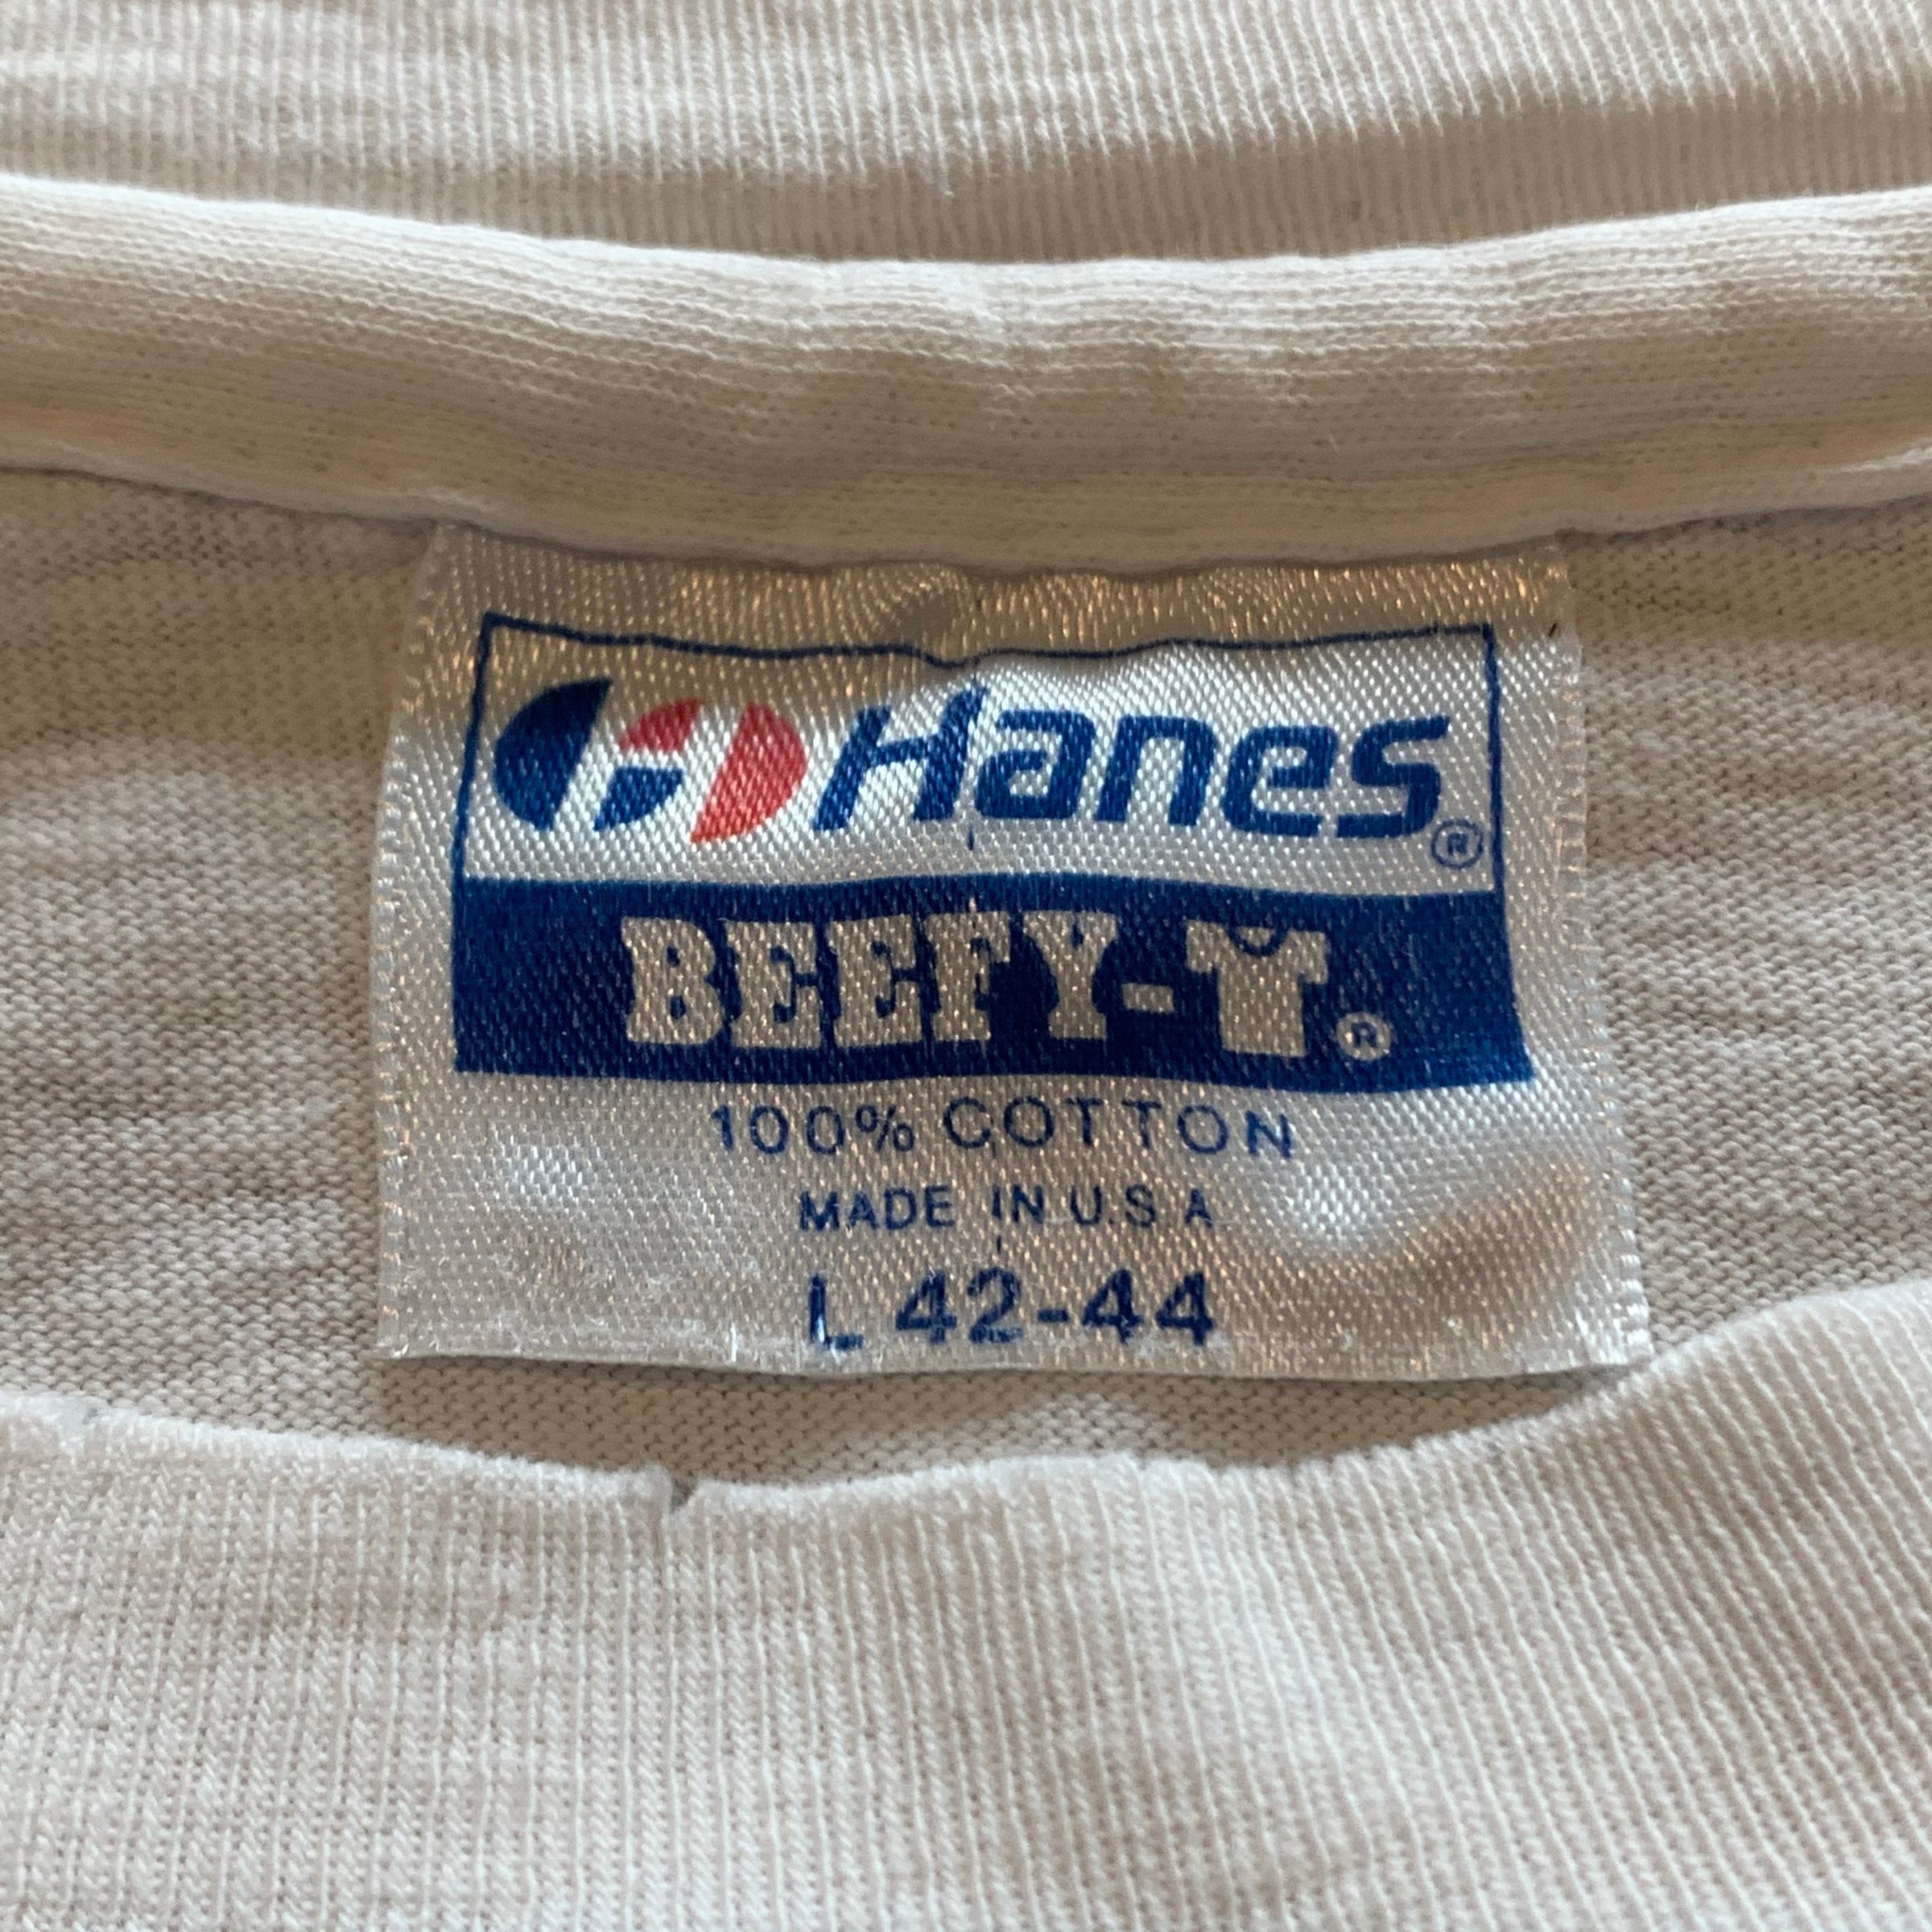 Hanes®
BEEFY-T®
100% COTTON
MADE IN U.S.A
L 42-44